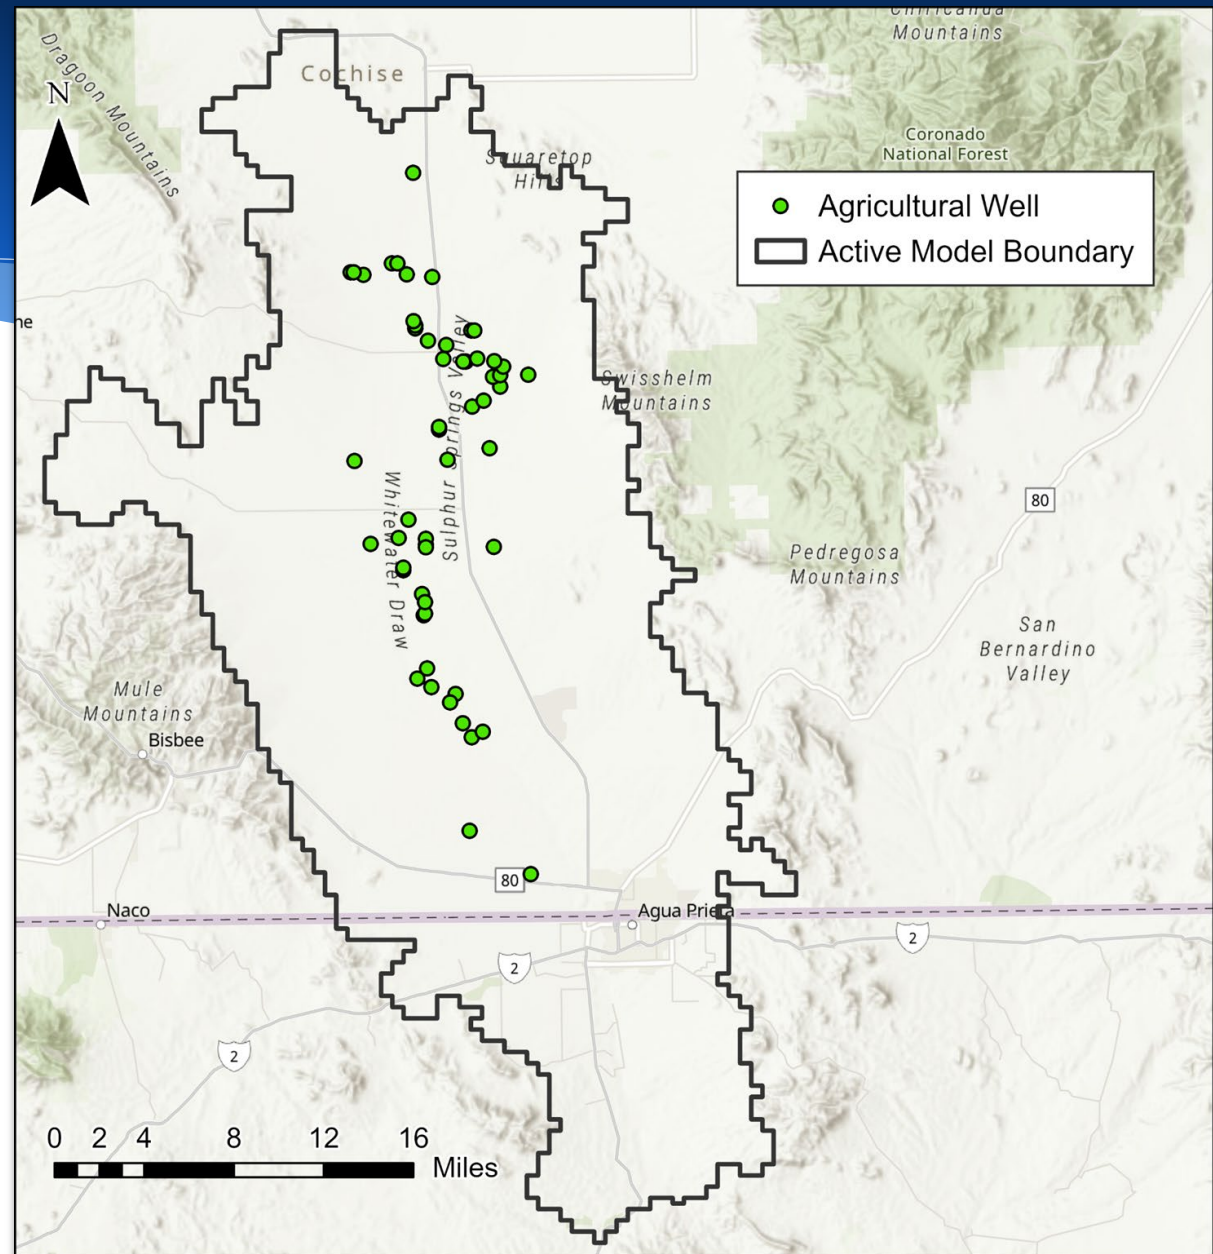 Chiricahua
Mountains
Dragoon Mountains
N
Cochise
Coronado
National Forest
Squaretop
Hills
Agricultural Well
Active Model Boundary
ne
Sulphur Springs Valley
Swisshelm
Mountains
Whitewater Draw
80
Pedregosa
Mountains
San
Bernardino
Valley
Mule
Mountains
Bisbee
80
Naco
Agua Prieta
2
2
2
0 2 4 8 12 16
Miles